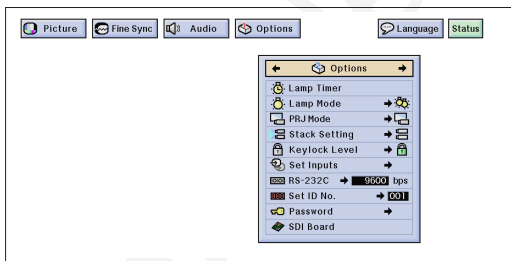 Picture Fine Sync Audio Options Language Status
Options
Lamp Timer
Lamp Mode
PRJ Mode
Stack Setting
Keylock Level
Set Inputs
RS-232C 9600 bps
Set ID No. 001
Password
SDI Board